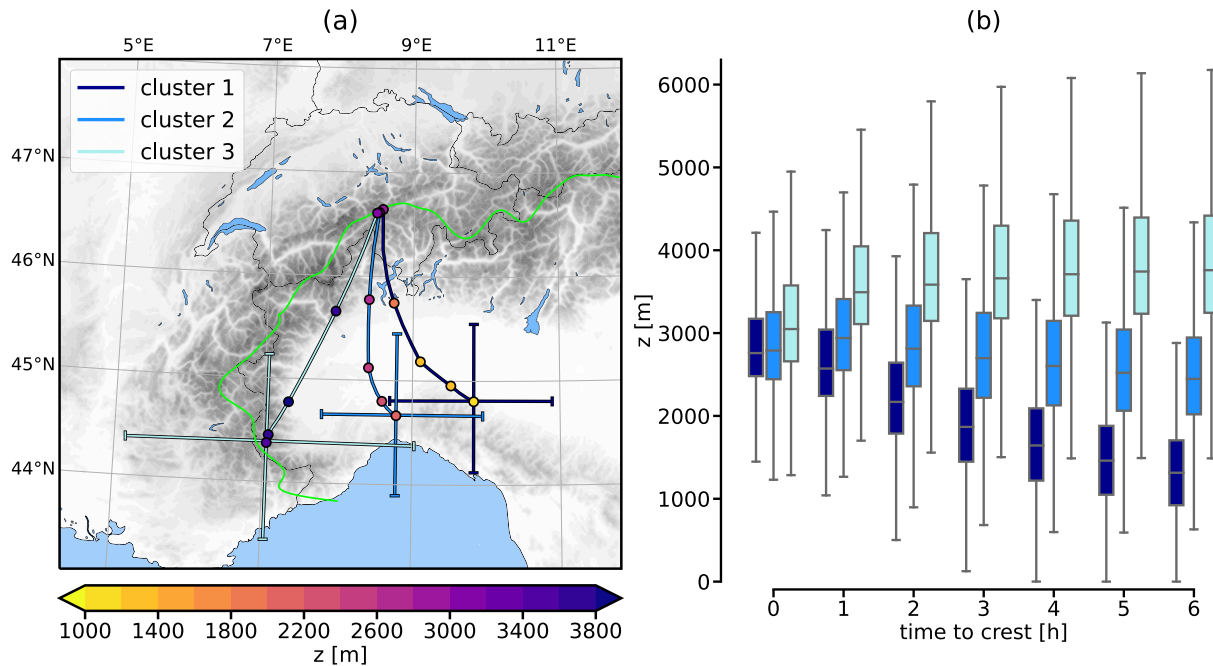 (a)
5°E 7°E 9°E 11°E
cluster 1
cluster 2
cluster 3
47°N
46°N
45°N
44°N
1000 1400 1800 2200 2600 3000 3400 3800
z [m]
(b)
6000
5000
4000
3000
2000
1000
0
z [m]
0 1 2 3 4 5 6
time to crest [h]